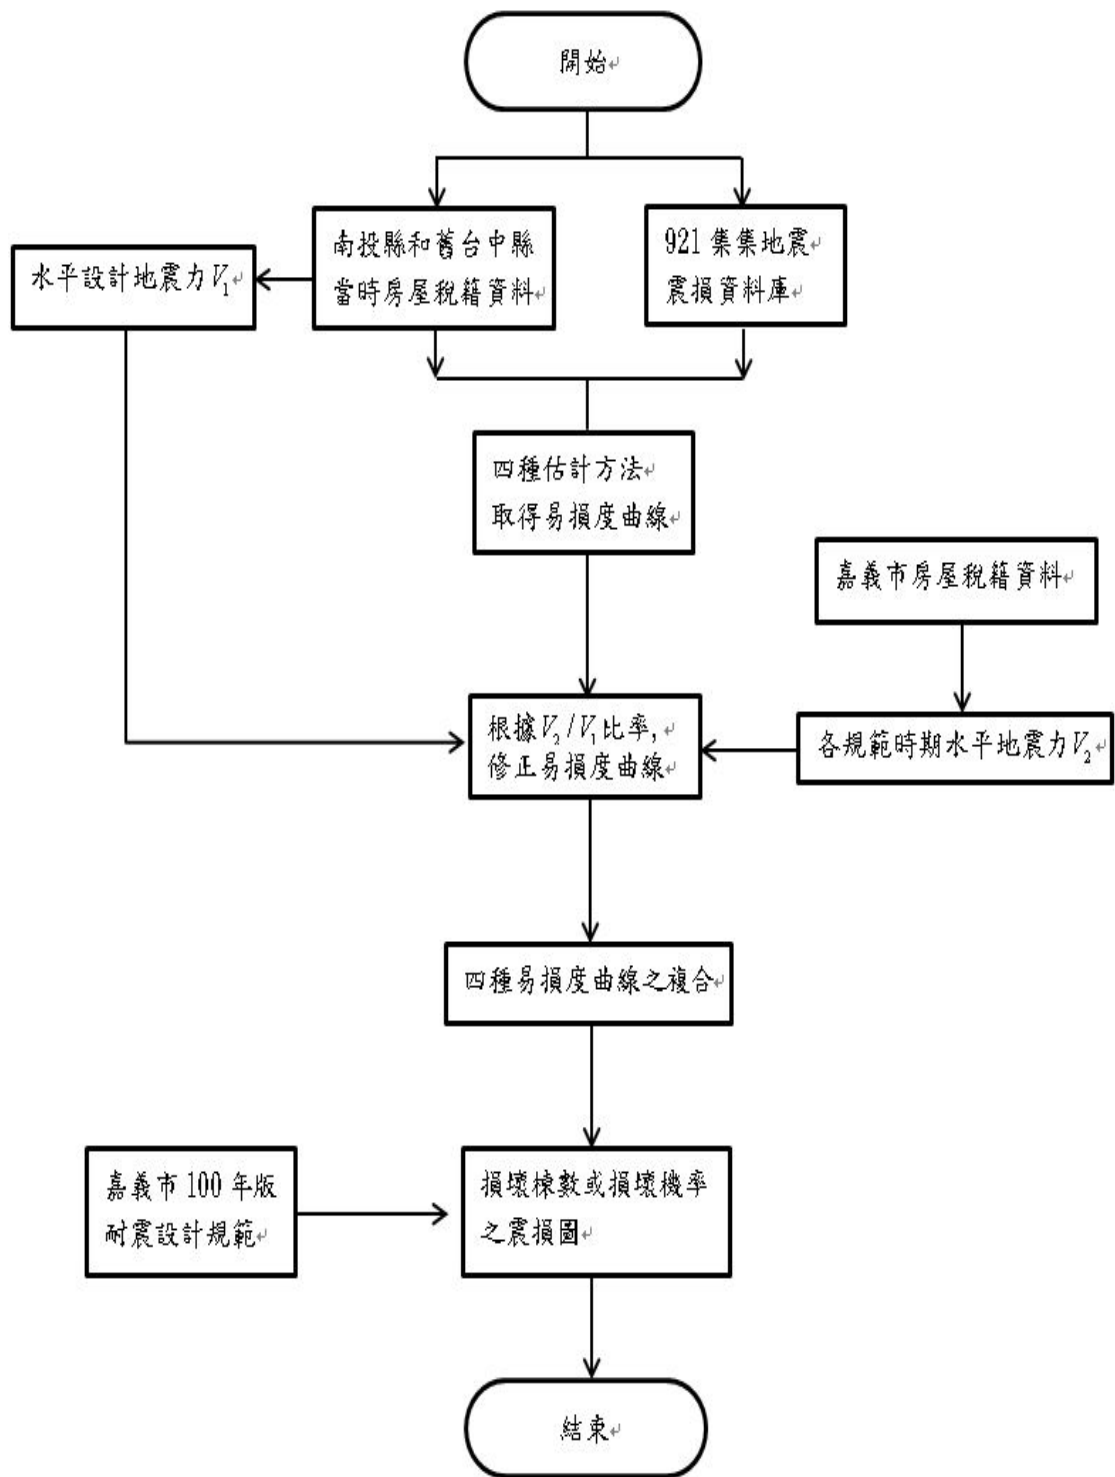 開始
南投縣和舊台中縣
當時房屋稅籍資料
921 集集地震
震損資料庫
水平設計地震力V₁
四種估計方法
取得易損度曲線
嘉義市房屋稅籍資料
根據V₂/V₁比率,
修正易損度曲線
各規範時期水平地震力V₂
四種易損度曲線之複合
嘉義市 100 年版
耐震設計規範
損壞棟數或損壞機率
之震損圖
結束